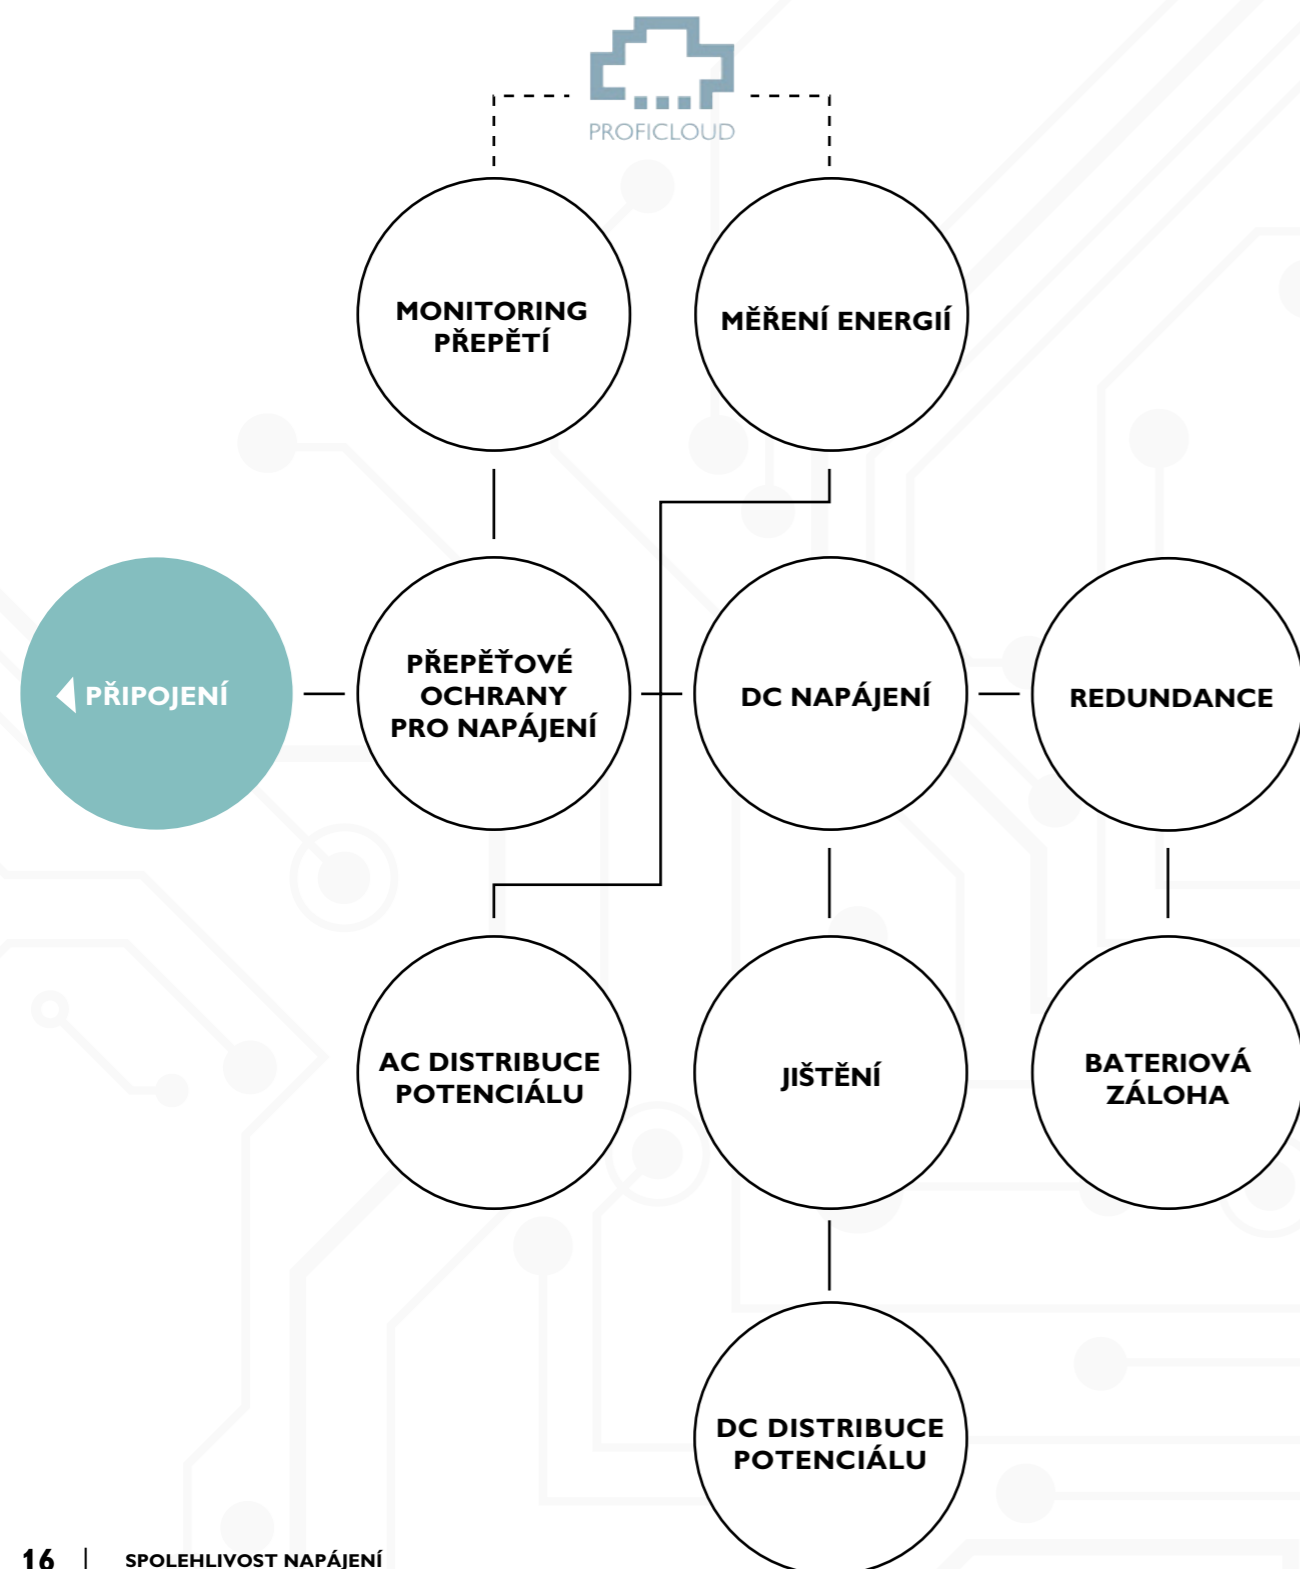 PROFICLOUD
MONITORING
PŘEPĚTÍ
MĚŘENÍ ENERGIÍ
PŘIPOJENÍ
PŘEPĚŤOVÉ
OCHRANY
PRO NAPÁJENÍ
DC NAPÁJENÍ
REDUNDANCE
AC DISTRIBUCE
POTENCIÁLU
JIŠTĚNÍ
BATERIOVÁ
ZÁLOHA
DC DISTRIBUCE
POTENCIÁLU
16 | SPOLEHLIVOST NAPÁJENÍ